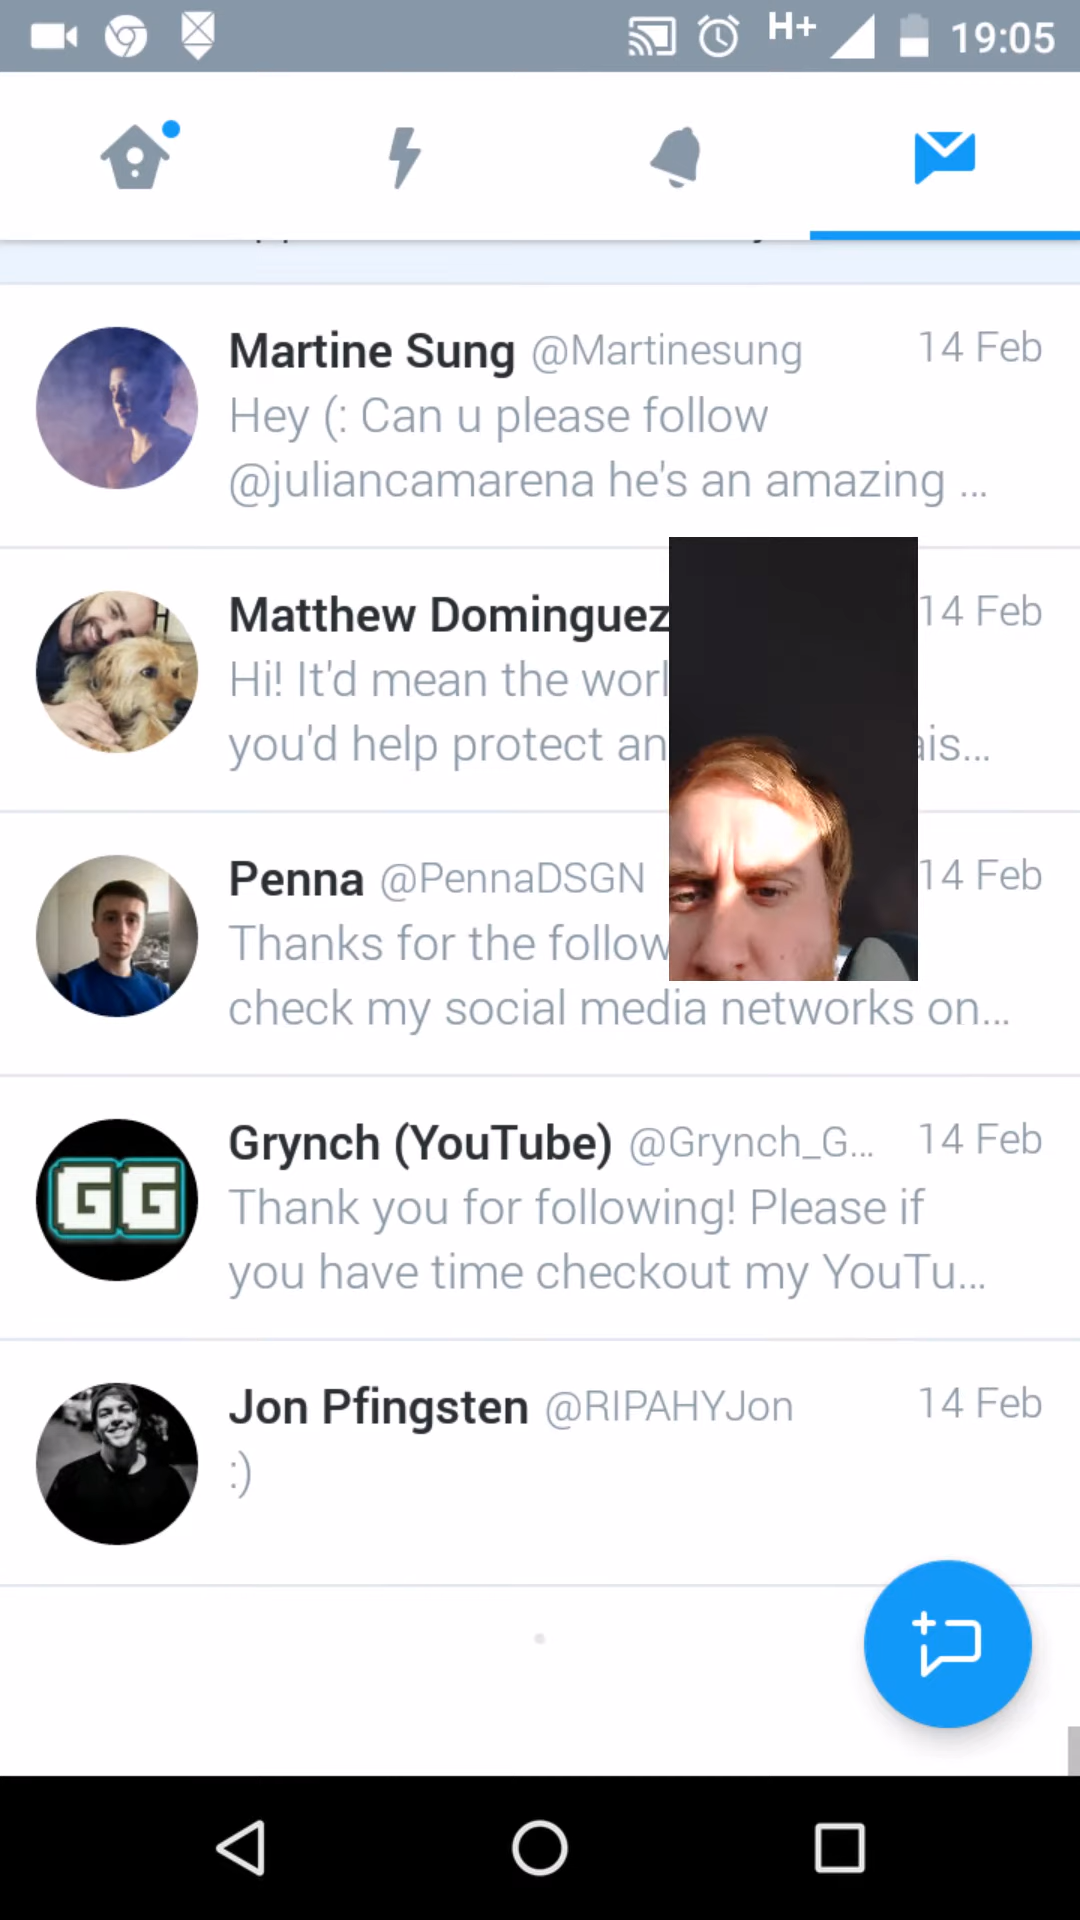 H+ 19:05
Martine Sung @Martinesung 14 Feb
Hey (: Can u please follow
@juliancamarena he's an amazing ...
Matthew Dominguez 14 Feb
Hi! It'd mean the
you'd help protect
Penna @PennaDSGN 14 Feb
Thanks for the follow
check my social media networks on...
Grynch (YouTube) @Grynch_G... 14 Feb
Thank you for following! Please if
you have time checkout my YouTu...
GG
Jon Pfingsten @RIPAHYJon 14 Feb
:)